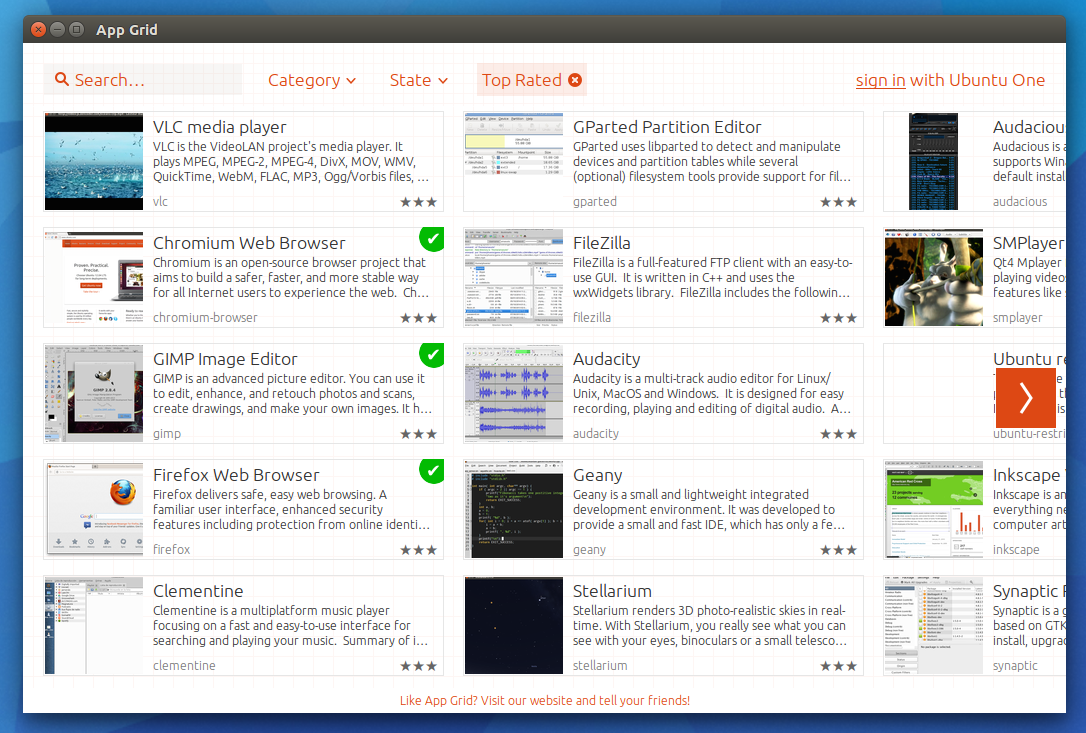 App Grid
Search...
Category
State
Top Rated
sign in with Ubuntu One
VLC media player
VLC is the VideoLAN project's media player. It
plays MPEG, MPEG-2, MPEG-4, DivX, MOV, WMV,
QuickTime, WebM, FLAC, MP3, Ogg/Vorbis files, ...
vlc
GParted Partition Editor
GParted uses libparted to detect and manipulate
devices and partition tables while several
(optional) filesystem tools provide support for fil...
gparted
Audaciou
Audacious is
supports Win
default instal
audacious
Chromium Web Browser
Chromium is an open-source browser project that
aims to build a safer, faster, and more stable way
for all Internet users to experience the web.  Ch...
chromium-browser
FileZilla
FileZilla is a full-featured FTP client with an easy-to-
use GUI.  It is written in C++ and uses the
wxWidgets library.  FileZilla includes the followin...
filezilla
SMPlayer
Qt4 Mplayer
playing videos
features like
smplayer
GIMP Image Editor
GIMP is an advanced picture editor. You can use it
to edit, enhance, and retouch photos and scans,
create drawings, and make your own images. It h...
gimp
Audacity
Audacity is a multi-track audio editor for Linux/
Unix, MacOS and Windows.  It is designed for easy
recording, playing and editing of digital audio.  A...
audacity
Ubuntu re
ubuntu-restri
Firefox Web Browser
Firefox delivers safe, easy web browsing. A
familiar user interface, enhanced security
features including protection from online identi...
firefox
Geany
Geany is a small and lightweight integrated
development environment. It was developed to
provide a small and fast IDE, which has only a fe...
geany
Inkscape
Inkscape is an
everything ne
computer art
inkscape
Clementine
Clementine is a multiplatform music player
focusing on a fast and easy-to-use interface for
searching and playing your music.  Summary of i...
clementine
Stellarium
Stellarium renders 3D photo-realistic skies in real-
time. With Stellarium, you really see what you can
see with your eyes, binoculars or a small telesco...
stellarium
Synaptic
Synaptic is a g
based on GTK
install, upgra
synaptic
Like App Grid? Visit our website and tell your friends!